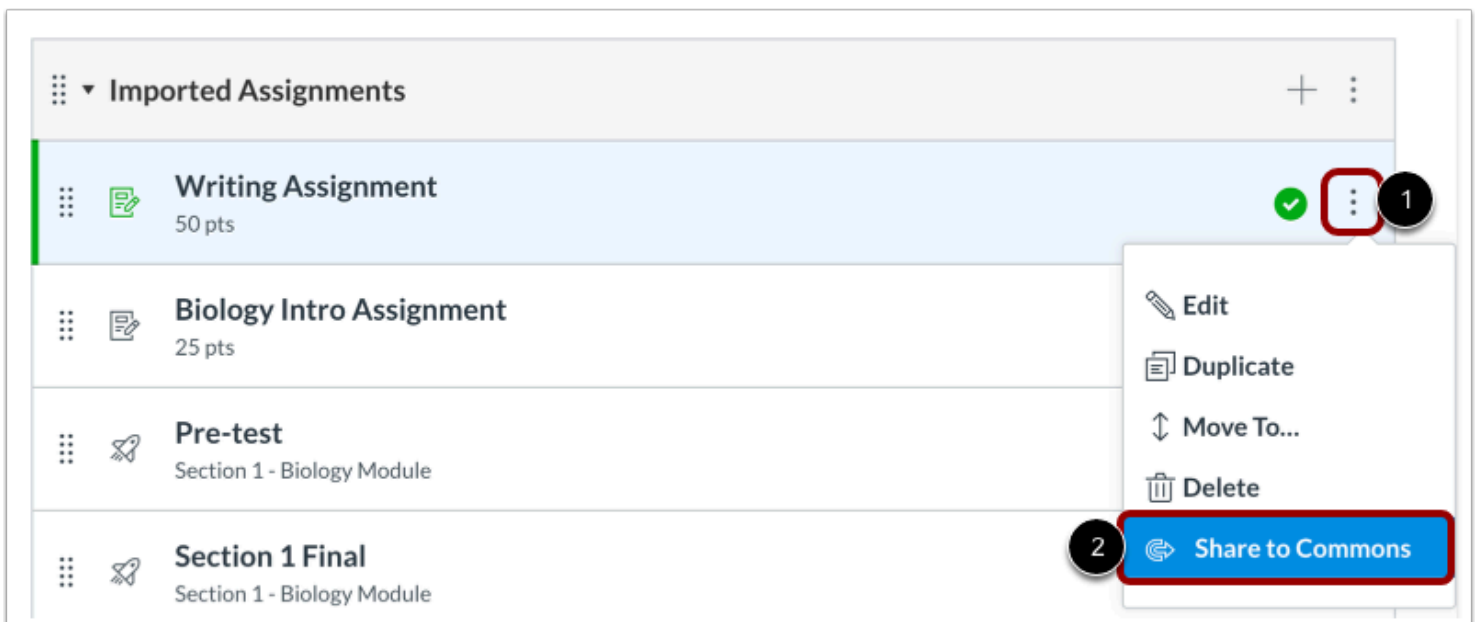 Imported Assignments
Writing Assignment
50 pts
1
Biology Intro Assignment
25 pts
Pre-test
Section 1 - Biology Module
Section 1 Final
Section 1 - Biology Module
Edit
Duplicate
Move To...
Delete
2
Share to Commons